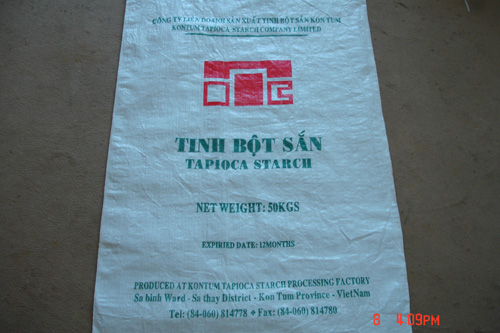 CÔNG TY LIÊN DOANH SẢN XUẤT TINH BỘT SẮN KON TUM
KONTUM TAPIOCA STARCH COMPANY LIMITED
TINH BỘT SẮN
TAPIOCA STARCH
NET WEIGHT: 50KGS
EXPIRIED DATE: 12MONTHS
PRODUCED AT KONTUM TAPIOCA STARCH PROCESSING FACTORY
Sa binh Ward - Sa thay District - Kon Tum Province - VietNam
Tel: (84-060) 814778 + Fax: (84-060) 814780
8 4:09PM